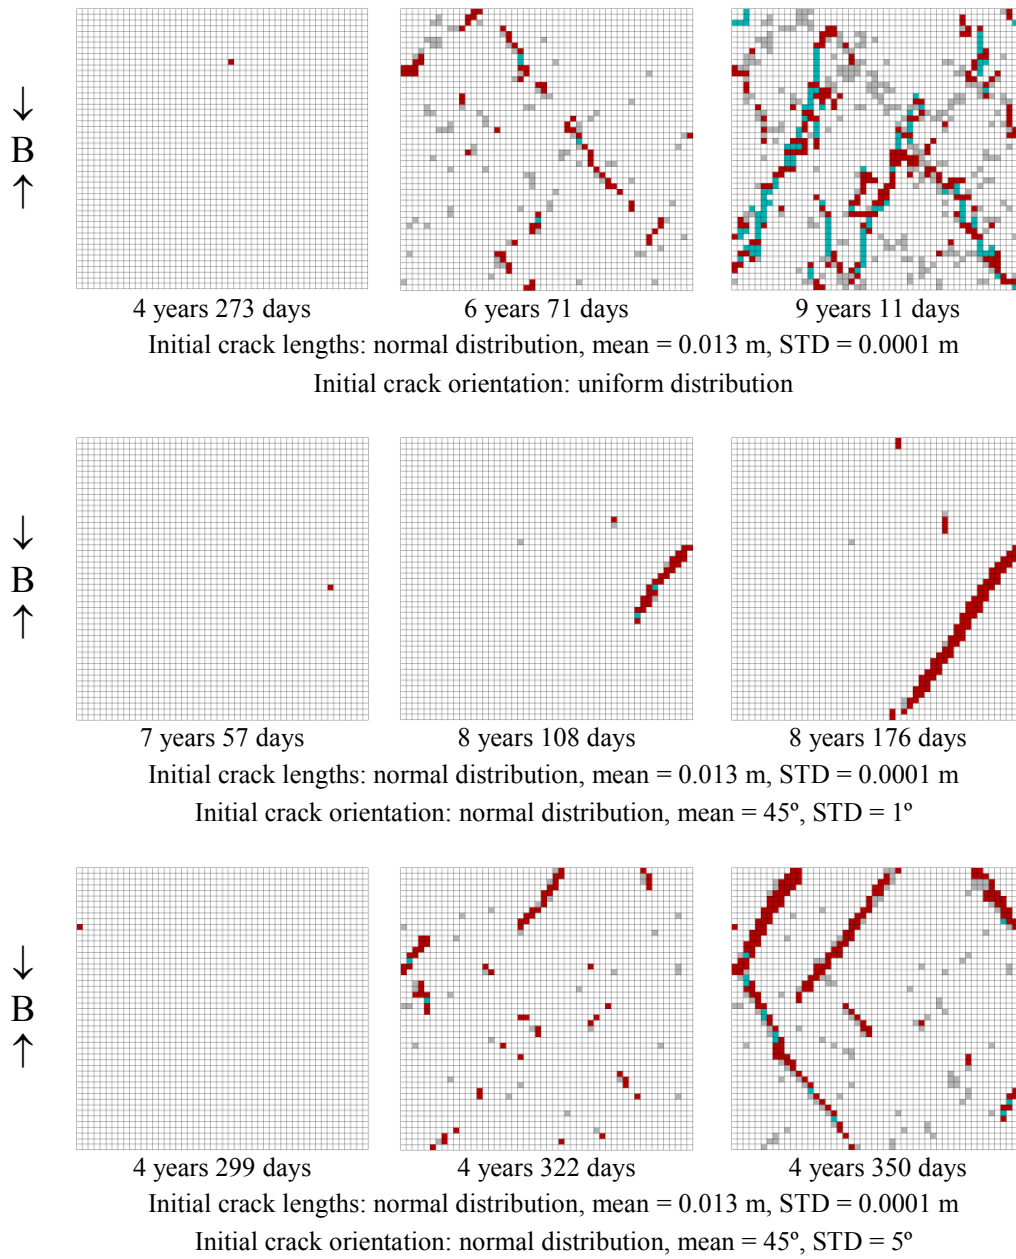 ↓
B
↑
4 years 273 days 6 years 71 days 9 years 11 days
Initial crack lengths: normal distribution, mean = 0.013 m, STD = 0.0001 m
Initial crack orientation: uniform distribution
↓
B
↑
7 years 57 days 8 years 108 days 8 years 176 days
Initial crack lengths: normal distribution, mean = 0.013 m, STD = 0.0001 m
Initial crack orientation: normal distribution, mean = 45º, STD = 1º
↓
B
↑
4 years 299 days 4 years 322 days 4 years 350 days
Initial crack lengths: normal distribution, mean = 0.013 m, STD = 0.0001 m
Initial crack orientation: normal distribution, mean = 45º, STD = 5º